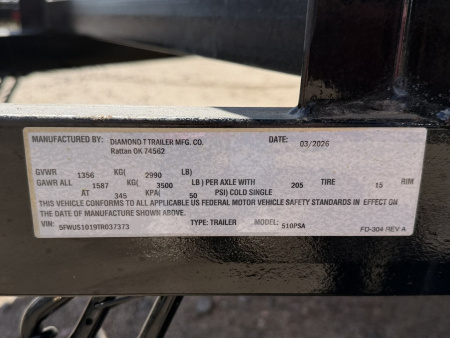 MANUFACTURED BY: DIAMOND T TRAILER MFG. CO. DATE: 03/2026
Rattan OK 74562
GVWR 1356 KG( 2990 LB)
GAWR ALL 1587 KG( 3500 LB) PER AXLE WITH 205 TIRE 15 RIM
AT 345 KPA( 50 PSI) COLD SINGLE
THIS VEHICLE CONFORMS TO ALL APPLICABLE US FEDERAL MOTOR VEHICLE SAFETY STANDARDS IN EFFECT ON
THE DATE OF MANUFACTURE SHOWN ABOVE.
VIN: 5FWUS1019TR037373 TYPE: TRAILER MODEL: 510PSA
FD-304 REV A